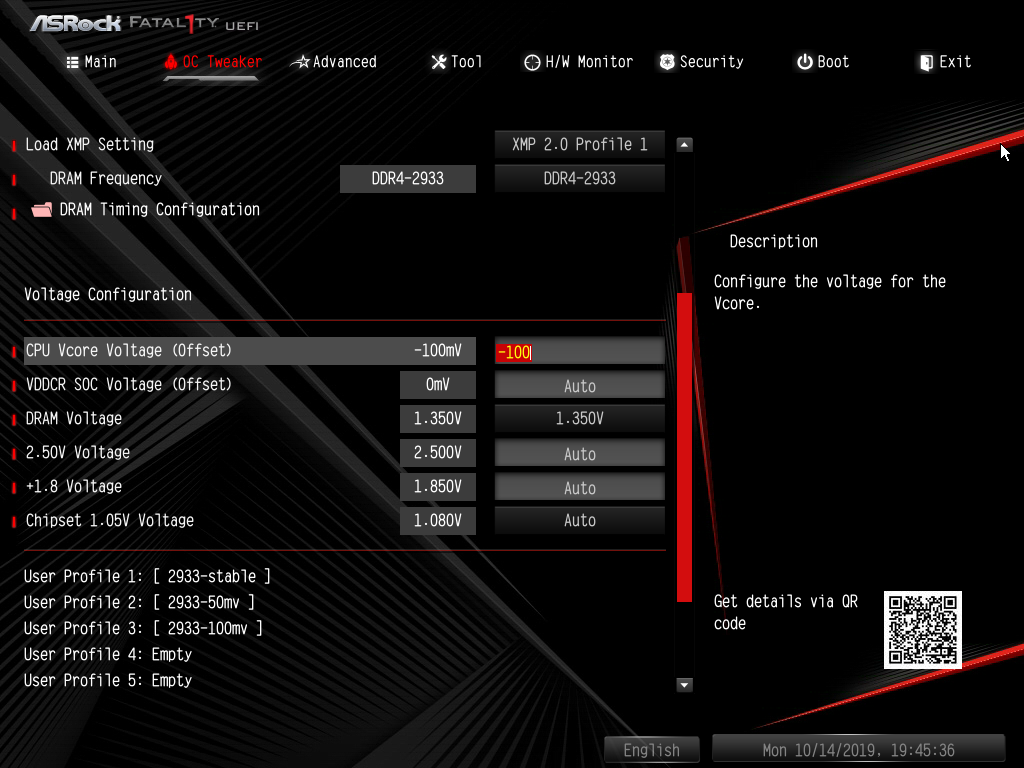 ASRock FATAL1TY UEFI
Main OC Tweaker Advanced Tool H/W Monitor Security Boot Exit
Load XMP Setting XMP 2.0 Profile 1
DRAM Frequency DDR4-2933 DDR4-2933
DRAM Timing Configuration
Description
Configure the voltage for the
Vcore.
Voltage Configuration
CPU Vcore Voltage (Offset) -100mV -100
VDDCR SOC Voltage (Offset) 0mV Auto
DRAM Voltage 1.350V 1.350V
2.50V Voltage 2.500V Auto
+1.8 Voltage 1.850V Auto
Chipset 1.05V Voltage 1.080V Auto
User Profile 1: [ 2933-stable ]
User Profile 2: [ 2933-50mv ]
User Profile 3: [ 2933-100mv ]
User Profile 4: Empty
User Profile 5: Empty
Get details via QR
code
English Mon 10/14/2019, 19:45:36